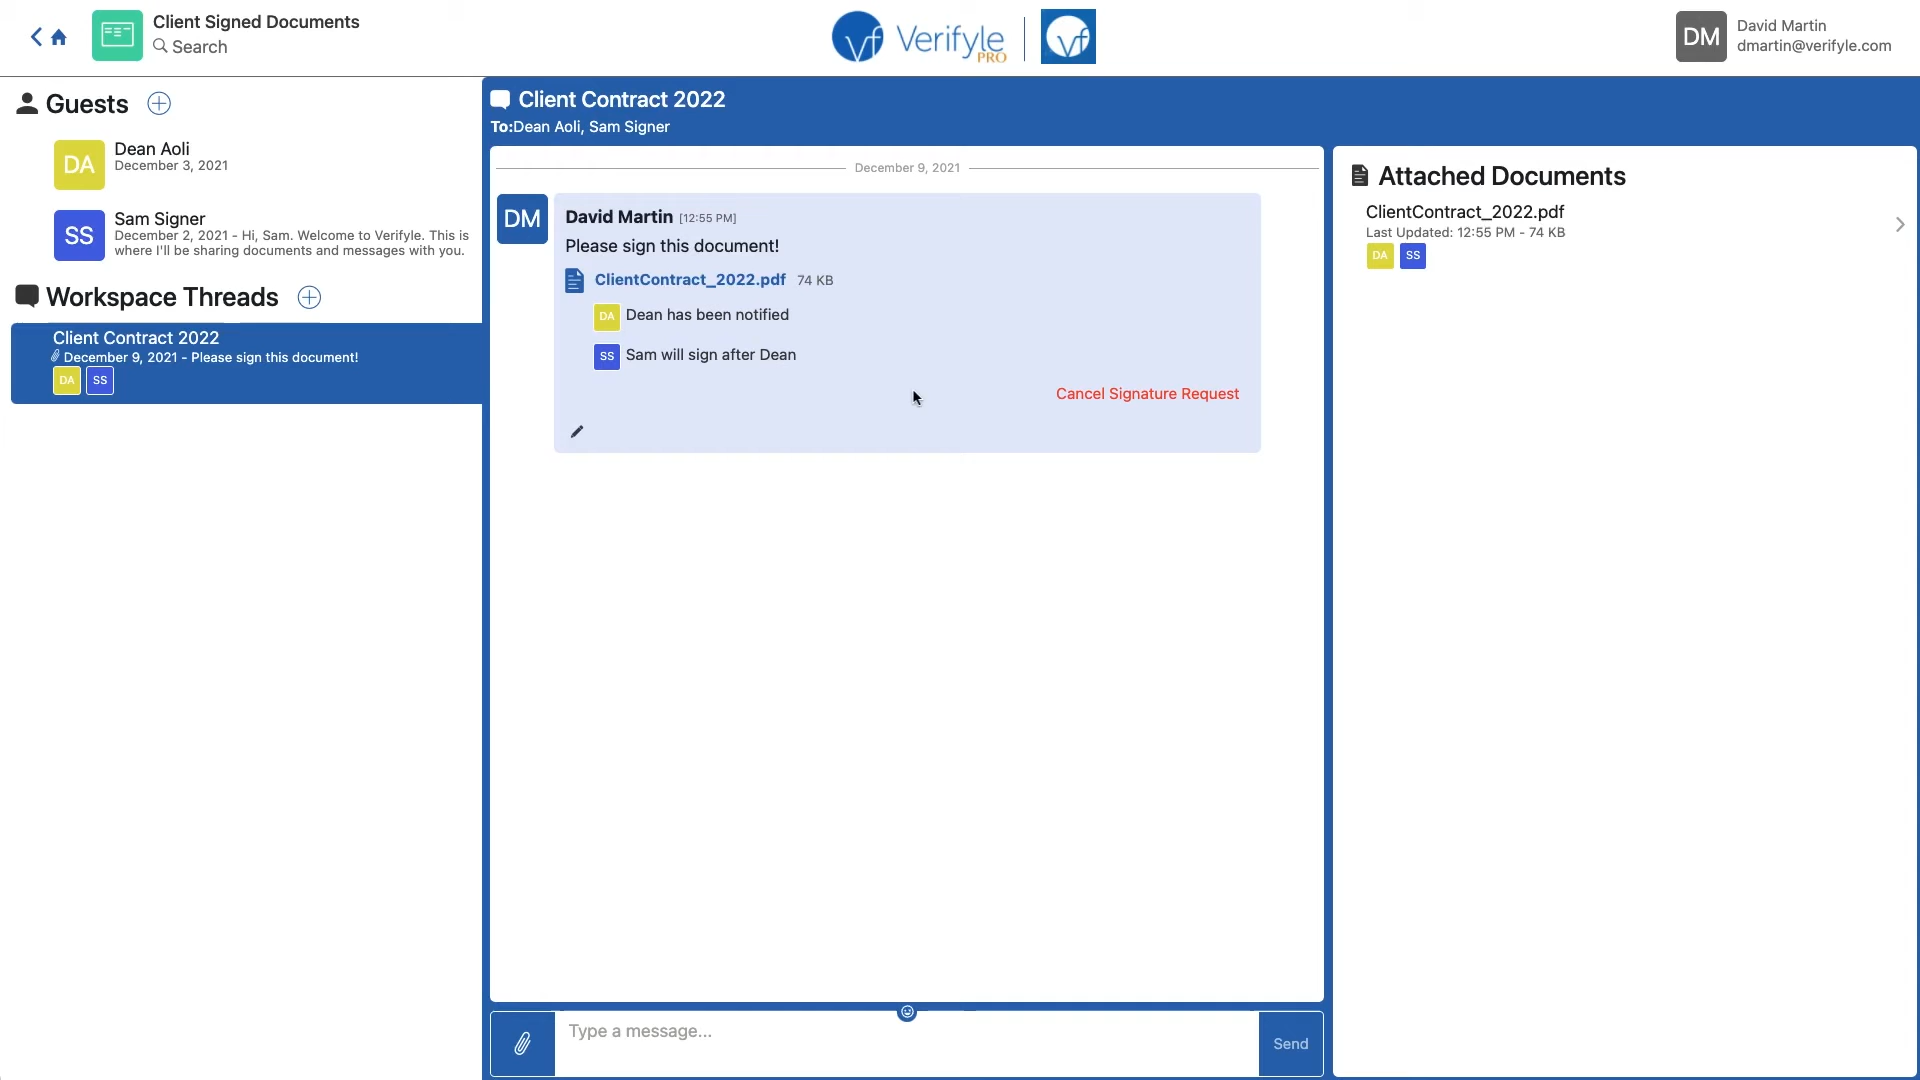 Client Signed Documents
Search
vf Verifyle PRO
vf
DM
David Martin
dmartin@verifyle.com
Guests
DA
Dean Aoli
December 3, 2021
SS
Sam Signer
December 2, 2021 - Hi, Sam. Welcome to Verifyle. This is
where I'll be sharing documents and messages with you.
Workspace Threads
Client Contract 2022
December 9, 2021 - Please sign this document!
DA SS
Client Contract 2022
To:Dean Aoli, Sam Signer
December 9, 2021
DM
David Martin [12:55 PM]
Please sign this document!
ClientContract_2022.pdf 74 KB
DA Dean has been notified
SS Sam will sign after Dean
Cancel Signature Request
Type a message...
Send
Attached Documents
ClientContract_2022.pdf
Last Updated: 12:55 PM - 74 KB
DA SS